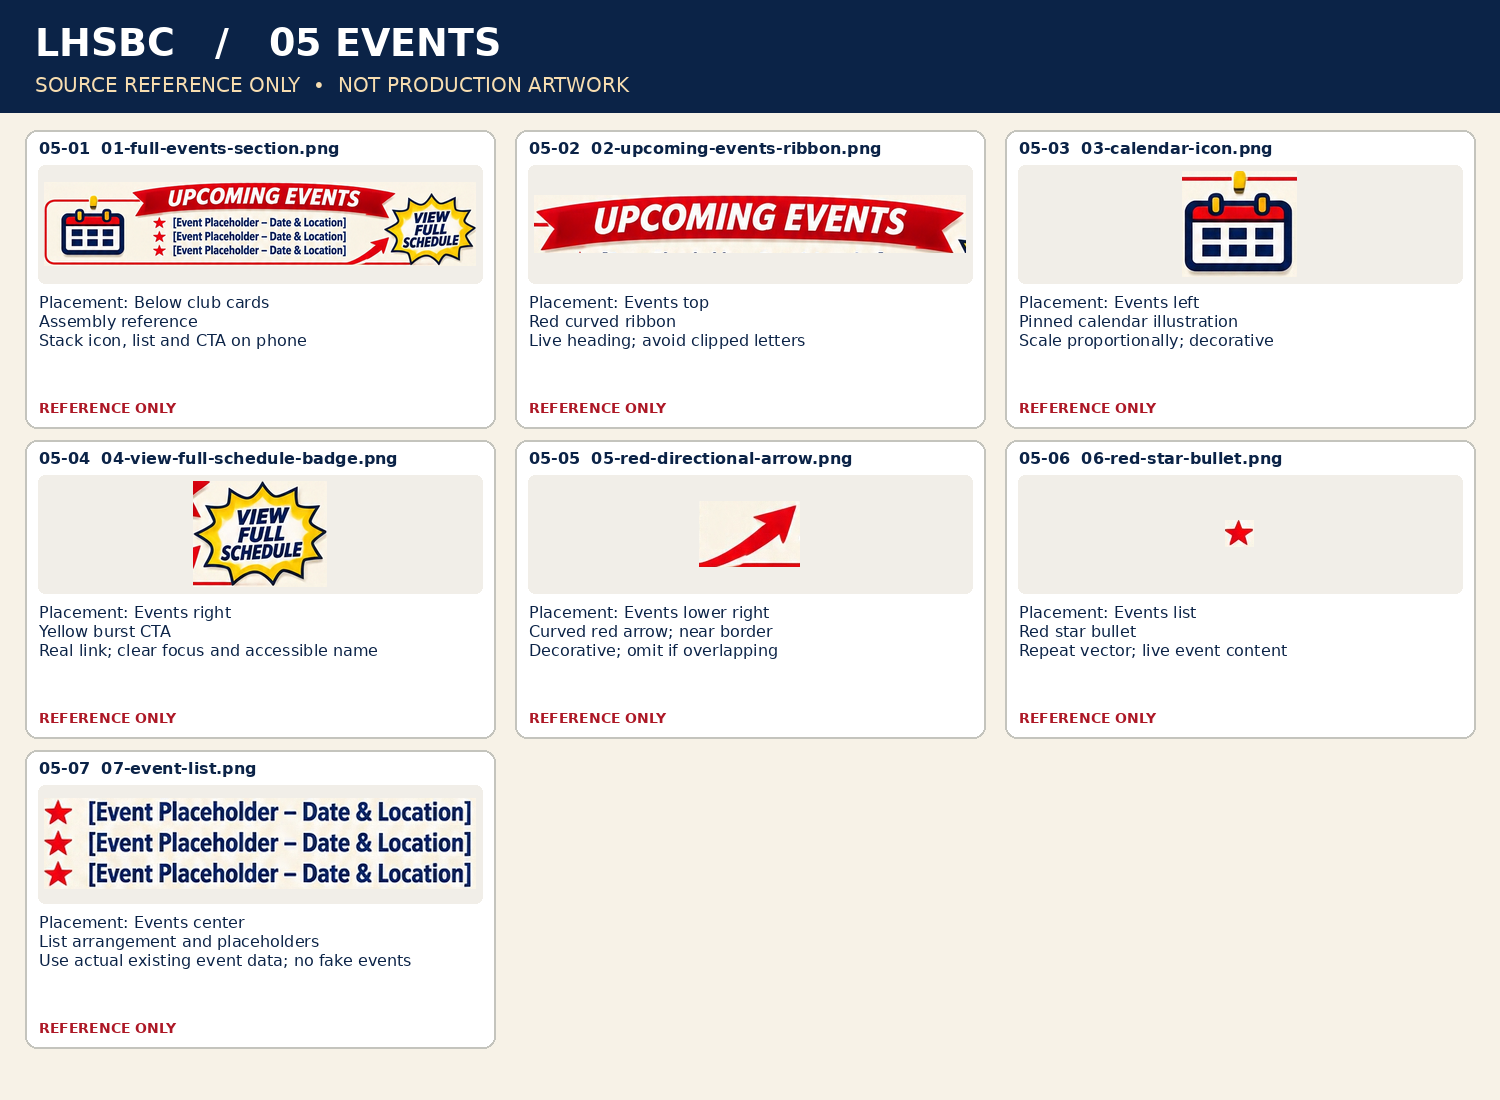 LHSBC / 05 EVENTS
SOURCE REFERENCE ONLY • NOT PRODUCTION ARTWORK
05-01 01-full-events-section.png
UPCOMING EVENTS
[Event Placeholder – Date & Location]
[Event Placeholder – Date & Location]
[Event Placeholder – Date & Location]
VIEW
FULL
SCHEDULE
Placement: Below club cards
Assembly reference
Stack icon, list and CTA on phone
REFERENCE ONLY
05-02 02-upcoming-events-ribbon.png
UPCOMING EVENTS
Placement: Events top
Red curved ribbon
Live heading; avoid clipped letters
REFERENCE ONLY
05-03 03-calendar-icon.png
Placement: Events left
Pinned calendar illustration
Scale proportionally; decorative
REFERENCE ONLY
05-04 04-view-full-schedule-badge.png
VIEW
FULL
SCHEDULE
Placement: Events right
Yellow burst CTA
Real link; clear focus and accessible name
REFERENCE ONLY
05-05 05-red-directional-arrow.png
Placement: Events lower right
Curved red arrow; near border
Decorative; omit if overlapping
REFERENCE ONLY
05-06 06-red-star-bullet.png
Placement: Events list
Red star bullet
Repeat vector; live event content
REFERENCE ONLY
05-07 07-event-list.png
[Event Placeholder – Date & Location]
[Event Placeholder – Date & Location]
[Event Placeholder – Date & Location]
Placement: Events center
List arrangement and placeholders
Use actual existing event data; no fake events
REFERENCE ONLY